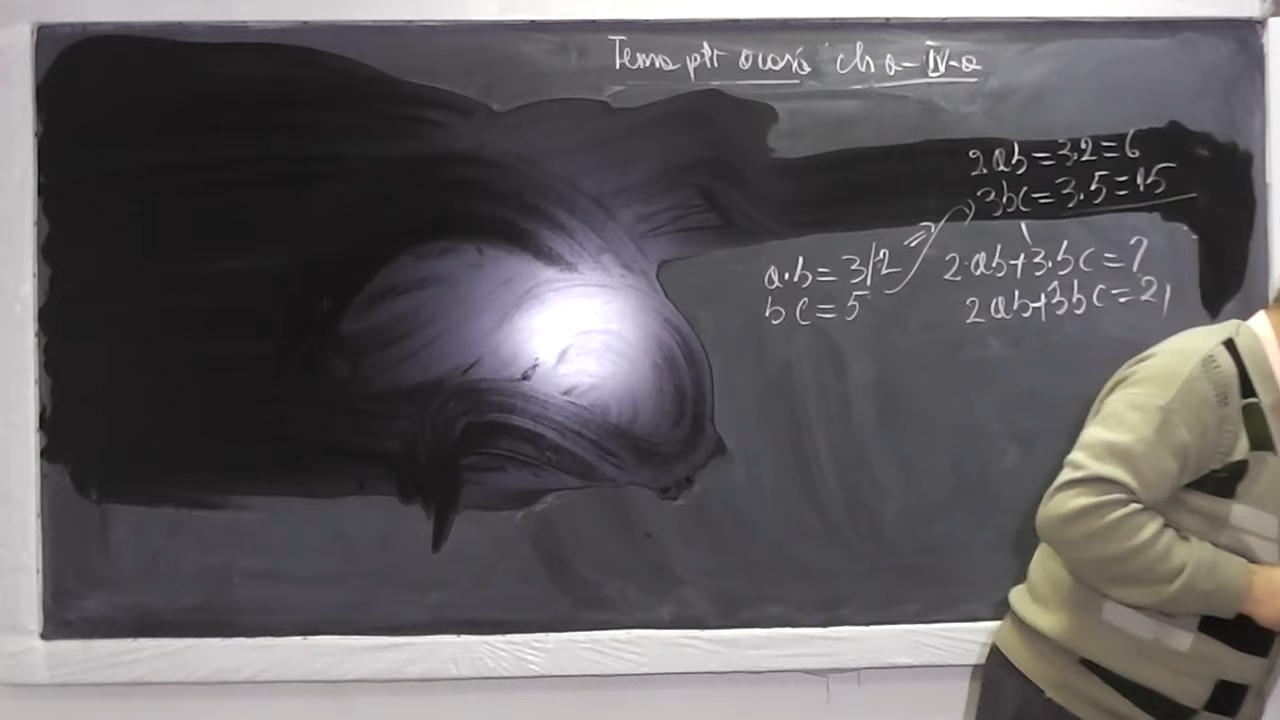 Tema ptr acasă cls a-IV-a
2ab=3.2=6
3bc=3.5=15
a.b=3|.2 =>
bc=5
2.ab+3.bc=?
2ab+3bc=21